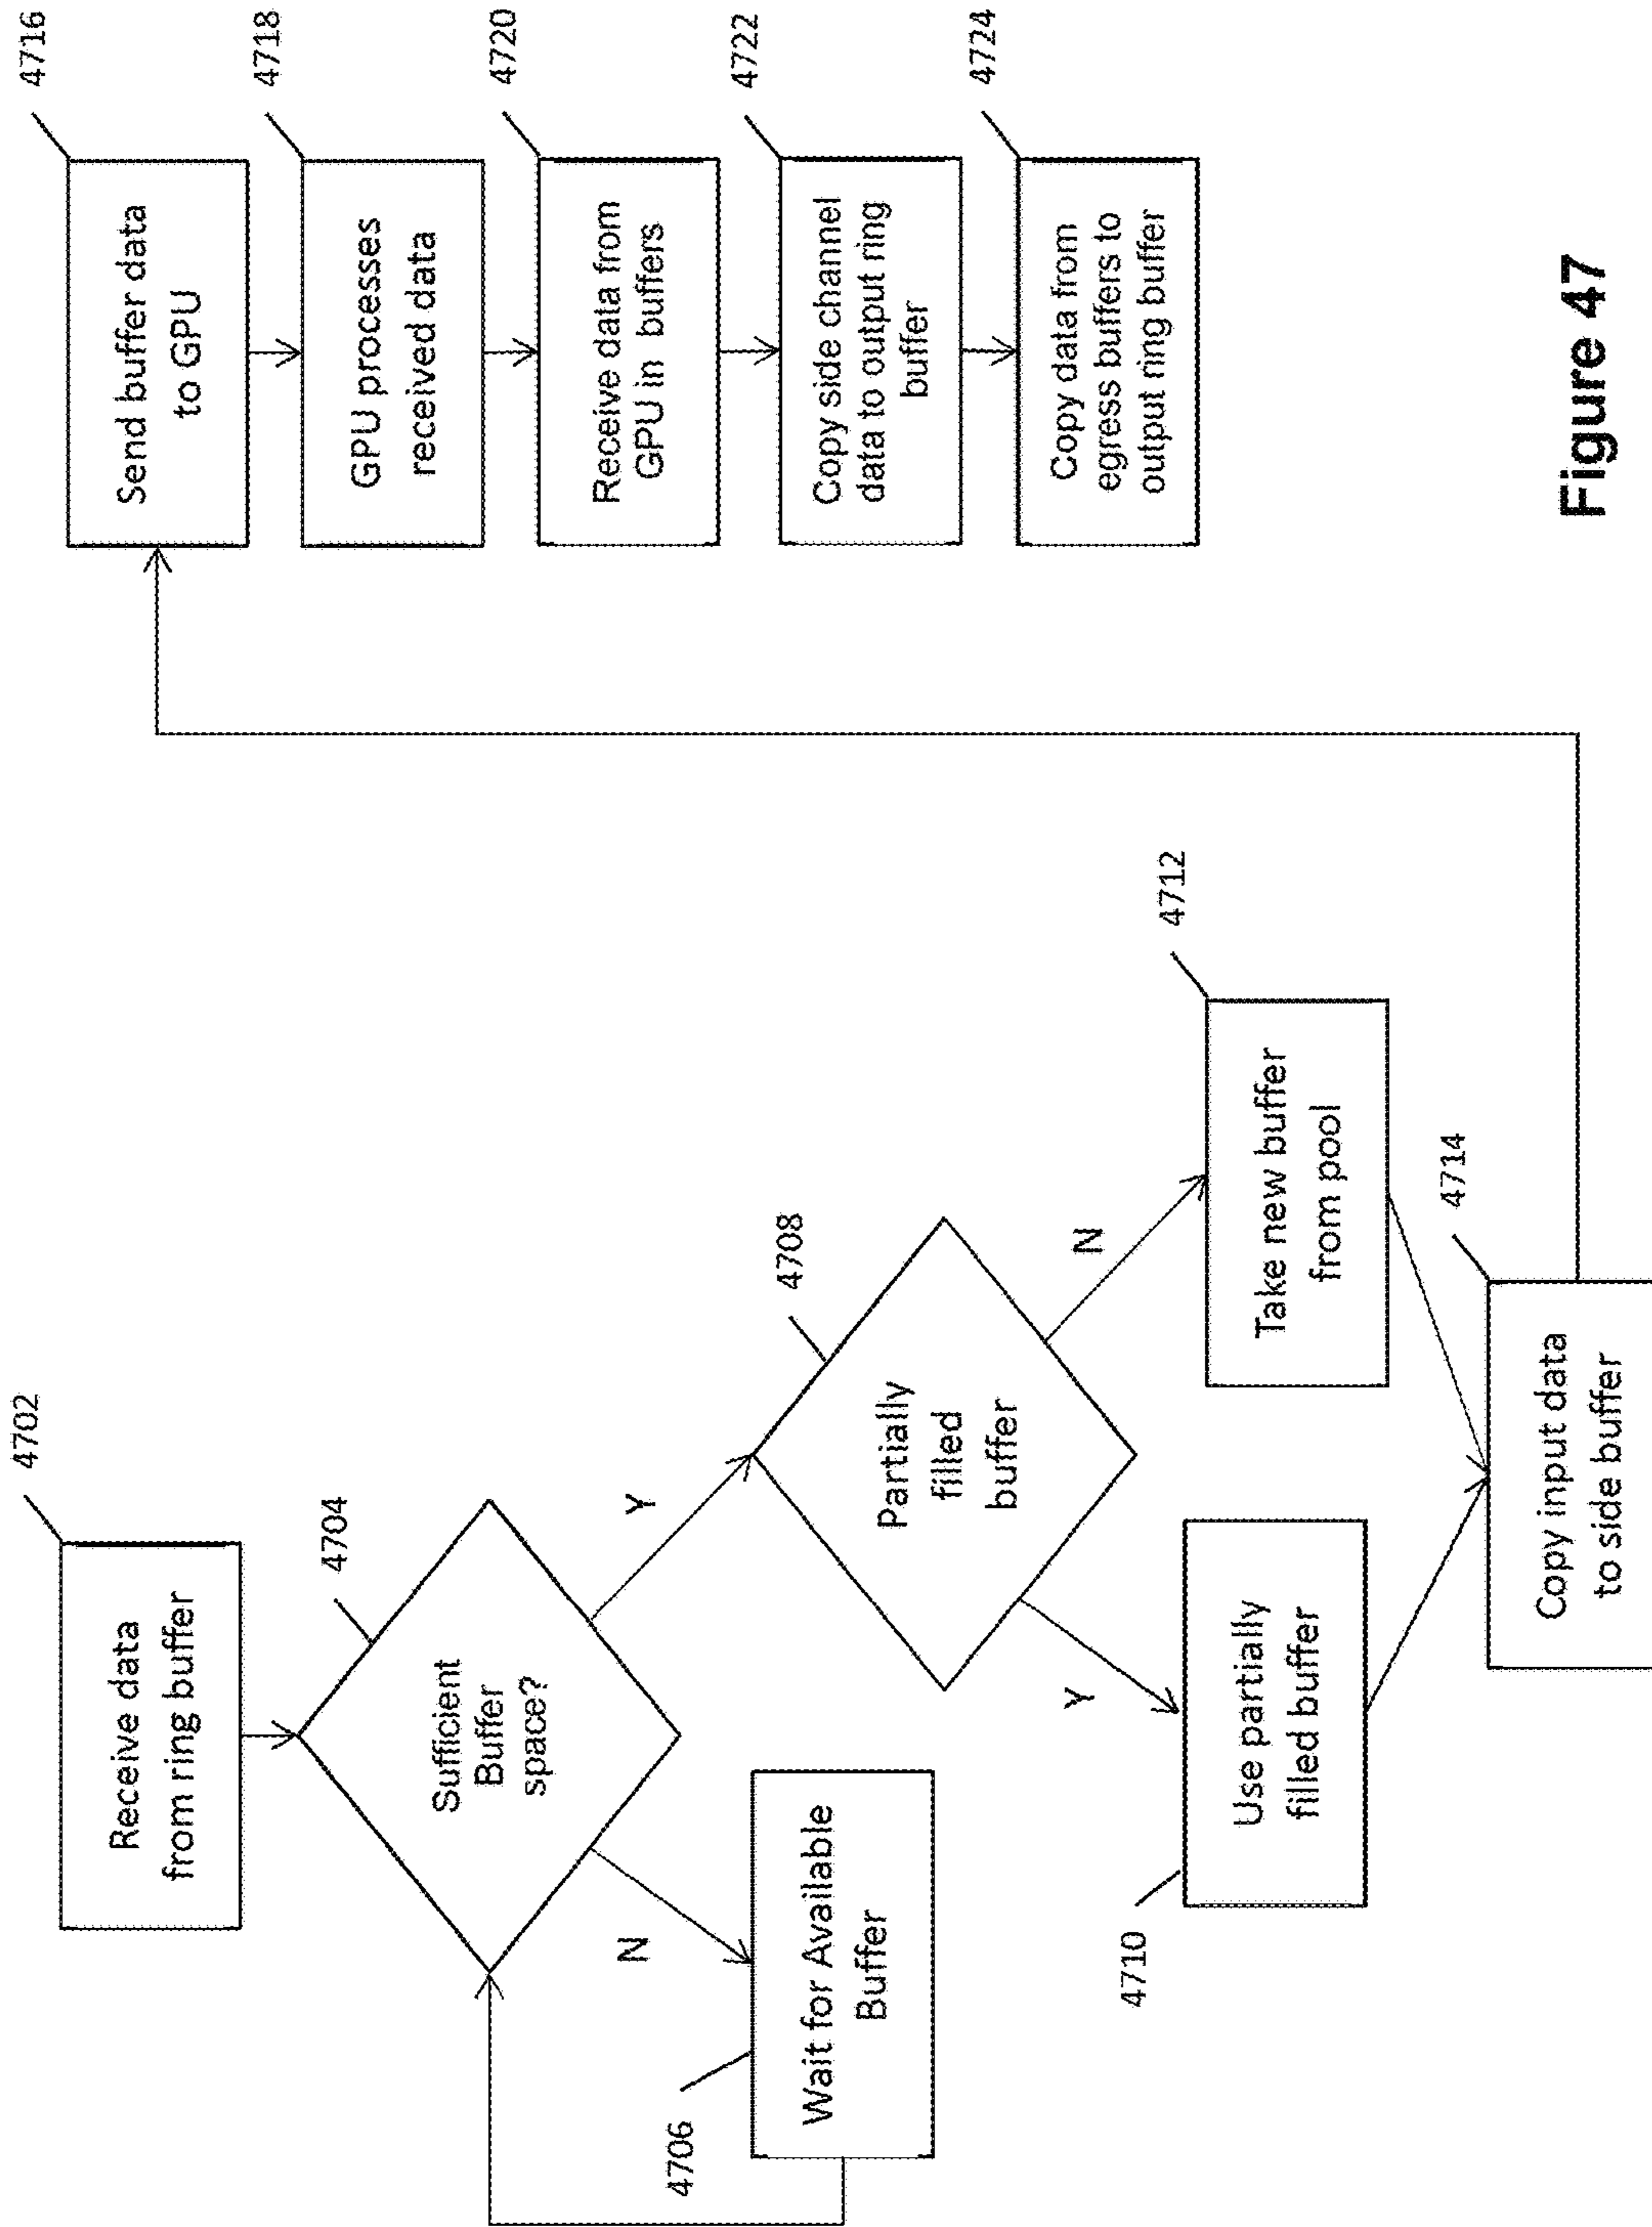 4702
Receive data
from ring buffer
4704
Sufficient
Buffer
space?
N
Y
4706
Wait for Available
Buffer
4708
Partially
filled
buffer
Y
N
4710
Use partially
filled buffer
4712
Take new buffer
from pool
4714
Copy input data
to side buffer
4716
Send buffer data
to GPU
4718
GPU processes
received data
4720
Receive data from
GPU in buffers
4722
Copy side channel
data to output ring
buffer
4724
Copy data from
egress buffers to
output ring buffer
Figure 47